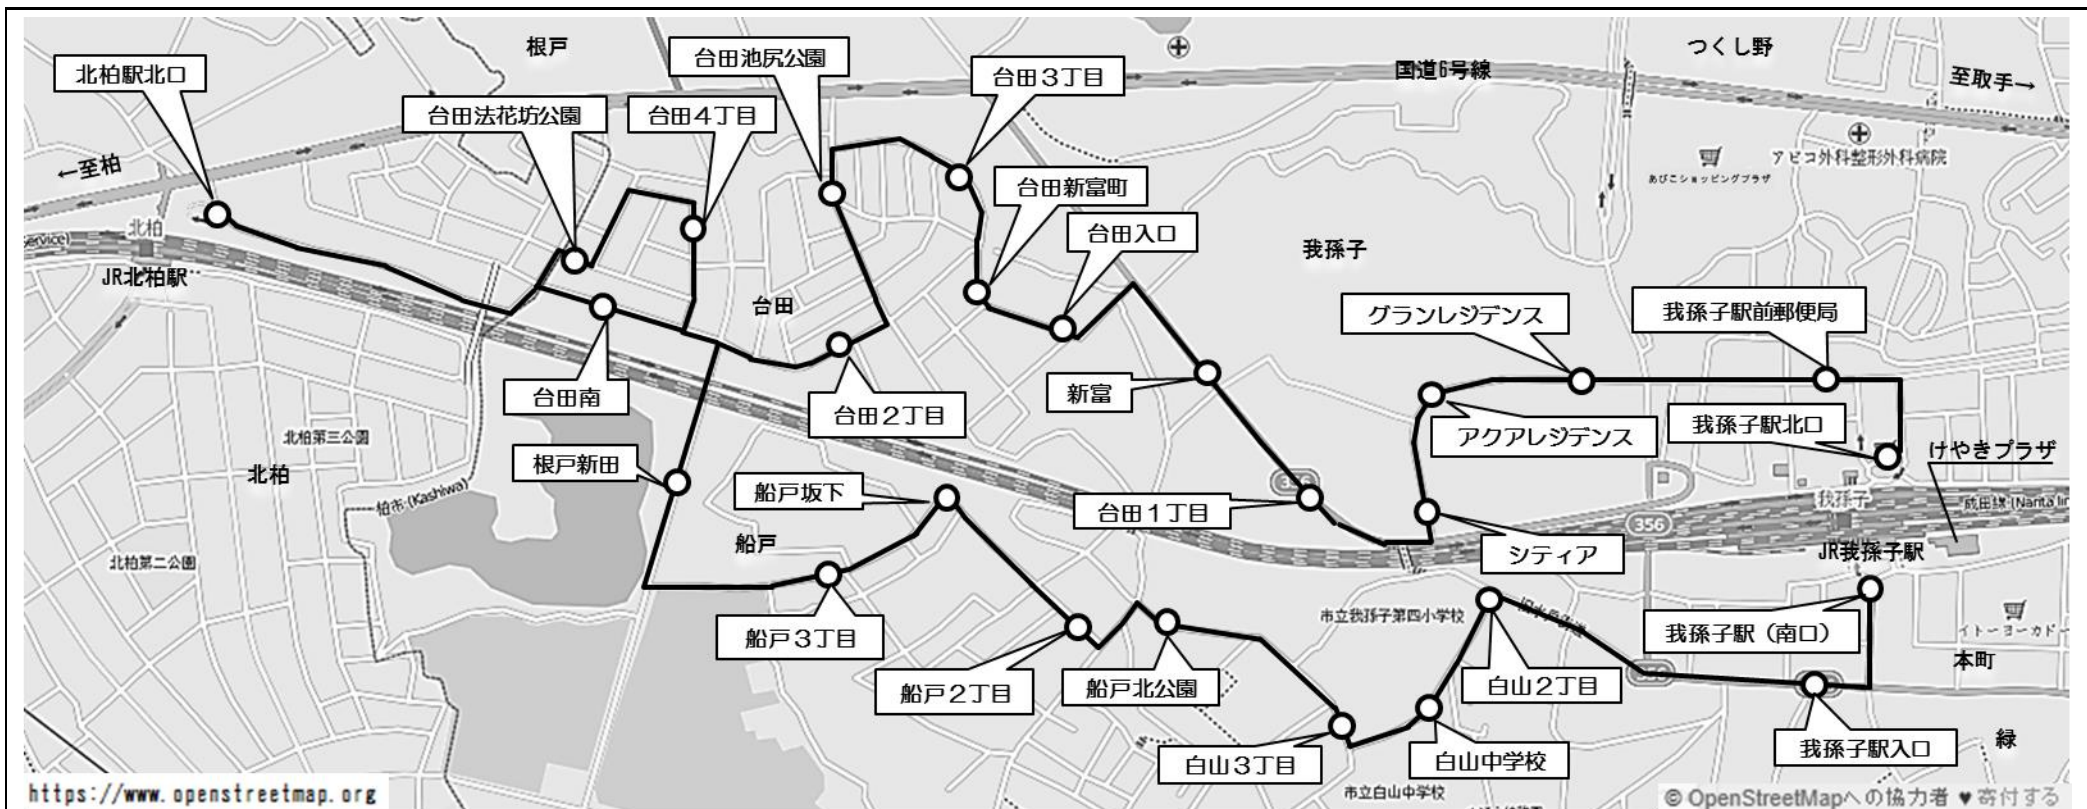 根戸
つくし野
北柏駅北口
台田池尻公園
台田3丁目
国道6号線
至取手→
台田法花坊公園
台田4丁目
←至柏
アビコ外科整形外科病院
あびこショッピングプラザ
台田新富町
北柏
service)
JR北柏駅
台田入口
我孫子
台田
グランレジデンス
我孫子駅前郵便局
新富
台田南
台田2丁目
アクアレジデンス
我孫子駅北口
北柏第三公園
けやきプラザ
根戸新田
北柏
船戸坂下
柏市 (Kashiwa)
台田1丁目
我孫子
成田線 (Narita lin
356
船戸
シティア
JR我孫子駅
北柏第二公園
船戸3丁目
市立我孫子第四小学校
旧水戸街道
我孫子駅（南口）
イトーヨーカドー
本町
船戸2丁目
船戸北公園
白山2丁目
白山3丁目
白山中学校
我孫子駅入口
緑
市立白山中学校
https://www.openstreetmap.org
© OpenStreetMapへの協力者 ♥ 寄付する